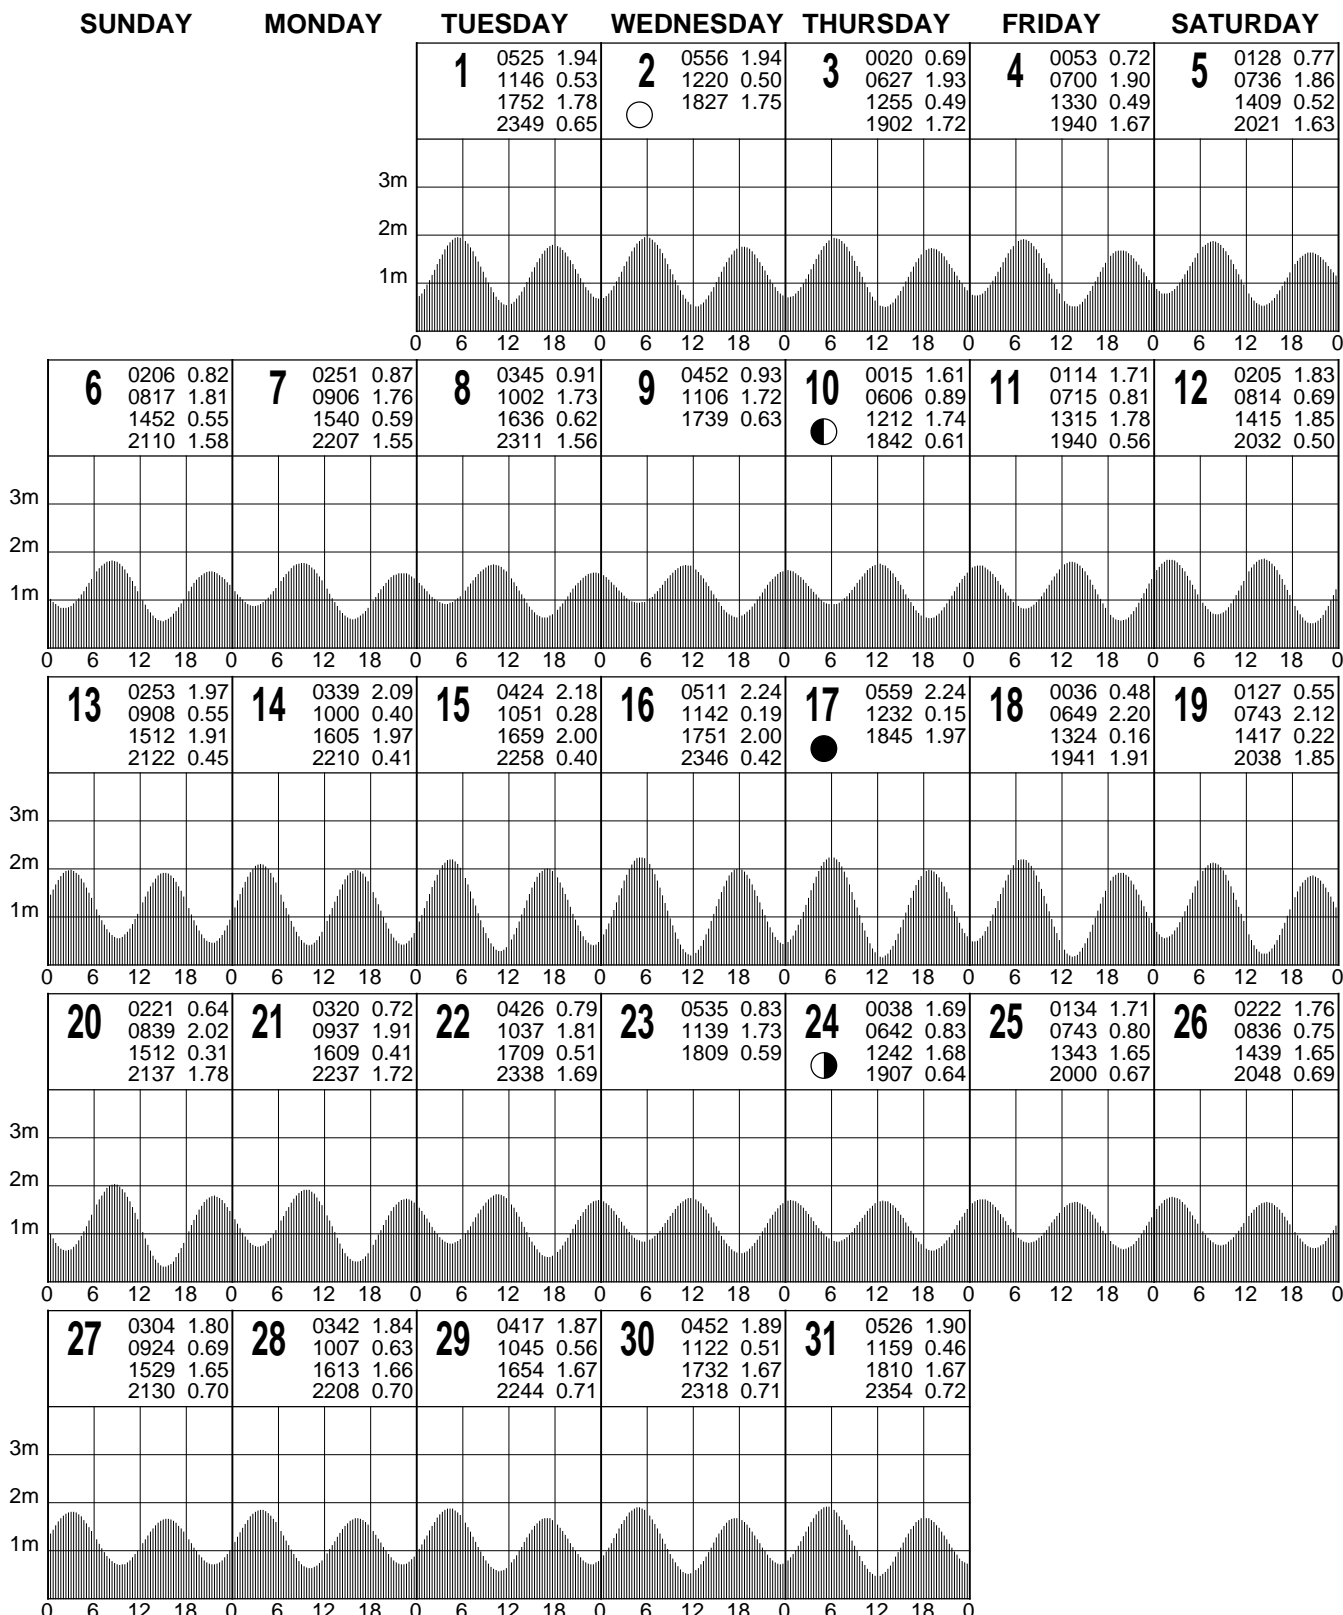 SUNDAY MONDAY TUESDAY WEDNESDAY THURSDAY FRIDAY SATURDAY
1 0525 1.94
1146 0.53
1752 1.78
2349 0.65
2 0556 1.94
1220 0.50
1827 1.75
3 0020 0.69
0627 1.93
1255 0.49
1902 1.72
4 0053 0.72
0700 1.90
1330 0.49
1940 1.67
5 0128 0.77
0736 1.86
1409 0.52
2021 1.63
3m
2m
1m
0 6 12 18 0 6 12 18 0 6 12 18 0 6 12 18 0 6 12 18 0
6 0206 0.82
0817 1.81
1452 0.55
2110 1.58
7 0251 0.87
0906 1.76
1540 0.59
2207 1.55
8 0345 0.91
1002 1.73
1636 0.62
2311 1.56
9 0452 0.93
1106 1.72
1739 0.63
10 0015 1.61
0606 0.89
1212 1.74
1842 0.61
11 0114 1.71
0715 0.81
1315 1.78
1940 0.56
12 0205 1.83
0814 0.69
1415 1.85
2032 0.50
3m
2m
1m
0 6 12 18 0 6 12 18 0 6 12 18 0 6 12 18 0 6 12 18 0 6 12 18 0 6 12 18 0
13 0253 1.97
0908 0.55
1512 1.91
2122 0.45
14 0339 2.09
1000 0.40
1605 1.97
2210 0.41
15 0424 2.18
1051 0.28
1659 2.00
2258 0.40
16 0511 2.24
1142 0.19
1751 2.00
2346 0.42
17 0559 2.24
1232 0.15
1845 1.97
18 0036 0.48
0649 2.20
1324 0.16
1941 1.91
19 0127 0.55
0743 2.12
1417 0.22
2038 1.85
3m
2m
1m
0 6 12 18 0 6 12 18 0 6 12 18 0 6 12 18 0 6 12 18 0 6 12 18 0 6 12 18 0
20 0221 0.64
0839 2.02
1512 0.31
2137 1.78
21 0320 0.72
0937 1.91
1609 0.41
2237 1.72
22 0426 0.79
1037 1.81
1709 0.51
2338 1.69
23 0535 0.83
1139 1.73
1809 0.59
24 0038 1.69
0642 0.83
1242 1.68
1907 0.64
25 0134 1.71
0743 0.80
1343 1.65
2000 0.67
26 0222 1.76
0836 0.75
1439 1.65
2048 0.69
3m
2m
1m
0 6 12 18 0 6 12 18 0 6 12 18 0 6 12 18 0 6 12 18 0 6 12 18 0 6 12 18 0
27 0304 1.80
0924 0.69
1529 1.65
2130 0.70
28 0342 1.84
1007 0.63
1613 1.66
2208 0.70
29 0417 1.87
1045 0.56
1654 1.67
2244 0.71
30 0452 1.89
1122 0.51
1732 1.67
2318 0.71
31 0526 1.90
1159 0.46
1810 1.67
2354 0.72
3m
2m
1m
0 6 12 18 0 6 12 18 0 6 12 18 0 6 12 18 0 6 12 18 0